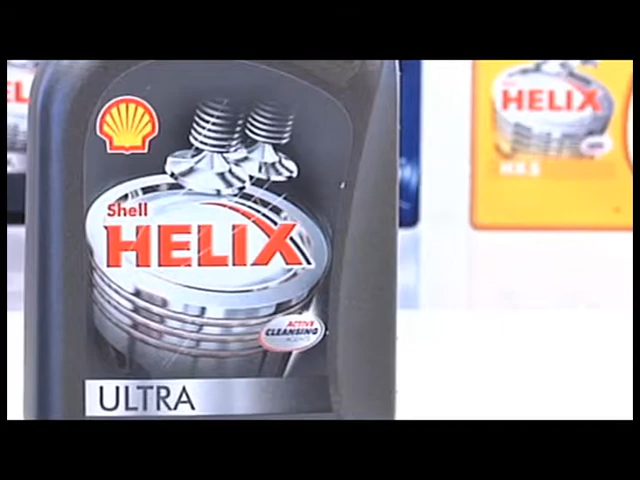 Shell
HELIX
ACTIVE
CLEANSING
ULTRA
HELIX